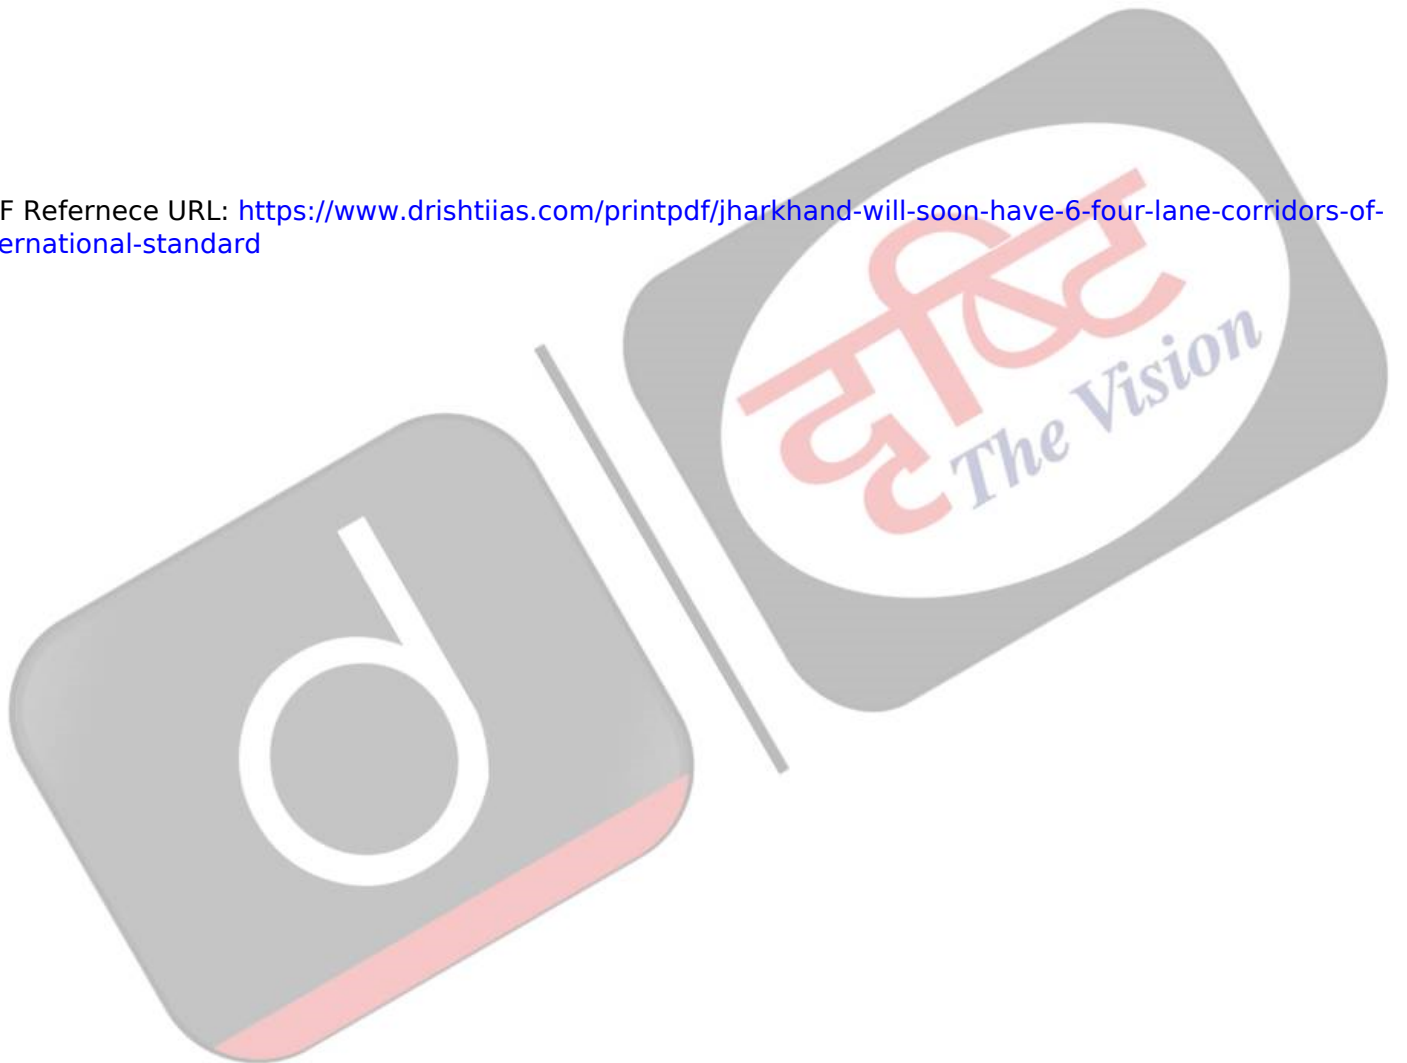 F Refernece URL: https://www.drishtiias.com/printpdf/jharkhand-will-soon-have-6-four-lane-corridors-of-
ernational-standard
दृष्टि
The Vision
d